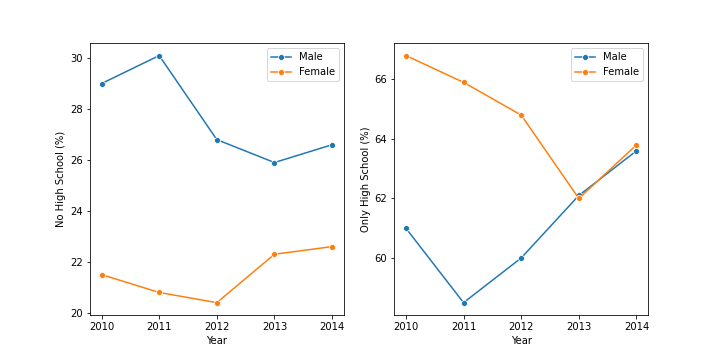 No High School (%)
30
28
26
24
22
20
2010 2011 2012 2013 2014
Year
Male
Female
Only High School (%)
66
64
62
60
2010 2011 2012 2013 2014
Year
Male
Female